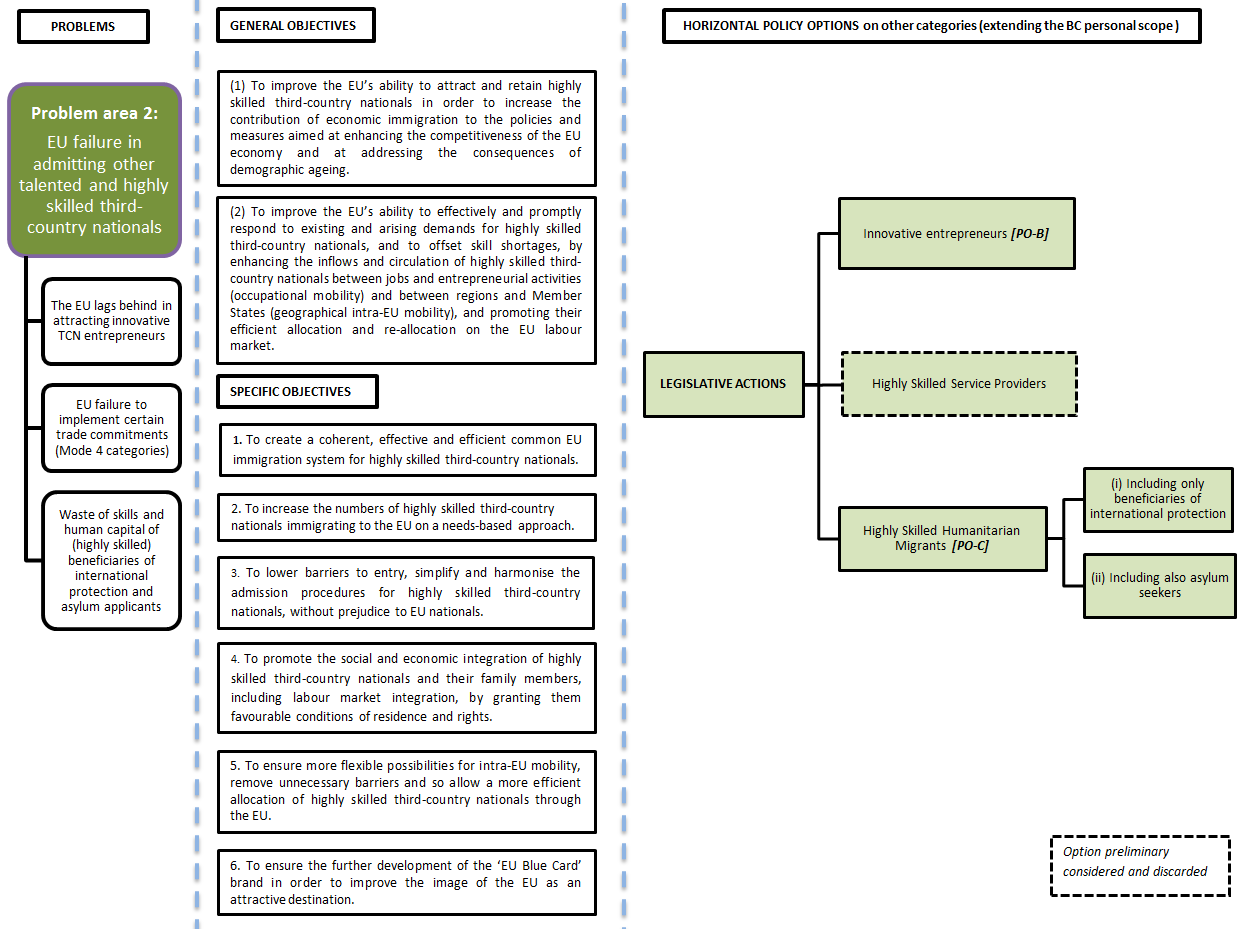 PROBLEMS
Problem area 2:
EU failure in
admitting other
talented and highly
skilled third-
country nationals
The EU lags behind in
attracting innovative
TCN entrepreneurs
EU failure to
implement certain
trade commitments
(Mode 4 categories)
Waste of skills and
human capital of
(highly skilled)
beneficiaries of
international
protection and
asylum applicants
GENERAL OBJECTIVES
(1) To improve the EU’s ability to attract and retain highly
skilled third-country nationals in order to increase the
contribution of economic immigration to the policies and
measures aimed at enhancing the competitiveness of the EU
economy and at addressing the consequences of
demographic ageing.
(2) To improve the EU’s ability to effectively and promptly
respond to existing and arising demands for highly skilled
third-country nationals, and to offset skill shortages, by
enhancing the inflows and circulation of highly skilled third-
country nationals between jobs and entrepreneurial activities
(occupational mobility) and between regions and Member
States (geographical intra-EU mobility), and promoting their
efficient allocation and re-allocation on the EU labour
market.
SPECIFIC OBJECTIVES
1. To create a coherent, effective and efficient common EU
immigration system for highly skilled third-country nationals.
2. To increase the numbers of highly skilled third-country
nationals immigrating to the EU on a needs-based approach.
3. To lower barriers to entry, simplify and harmonise the
admission procedures for highly skilled third-country
nationals, without prejudice to EU nationals.
4. To promote the social and economic integration of highly
skilled third-country nationals and their family members,
including labour market integration, by granting them
favourable conditions of residence and rights.
5. To ensure more flexible possibilities for intra-EU mobility,
remove unnecessary barriers and so allow a more efficient
allocation of highly skilled third-country nationals through
the EU.
6. To ensure the further development of the ‘EU Blue Card’
brand in order to improve the image of the EU as an
attractive destination.
HORIZONTAL POLICY OPTIONS on other categories (extending the BC personal scope )
LEGISLATIVE ACTIONS
Innovative entrepreneurs [PO-B]
Highly Skilled Service Providers
Highly Skilled Humanitarian
Migrants [PO-C]
(i) Including only
beneficiaries of
international protection
(ii) Including also asylum
seekers
Option preliminary
considered and discarded